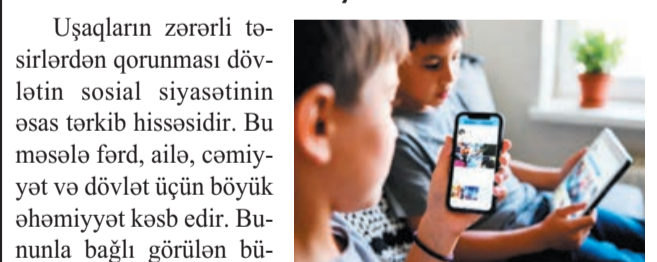 Uşaqların zərərli tə-
sirlərdən qorunması döv-
lətin sosial siyasətinin
əsas tərkib hissəsidir. Bu
məsələ fərd, ailə, cəmiy-
yət və dövlət üçün böyük
əhəmiyyət kəsb edir. Bu-
nunla bağlı görülən bü-